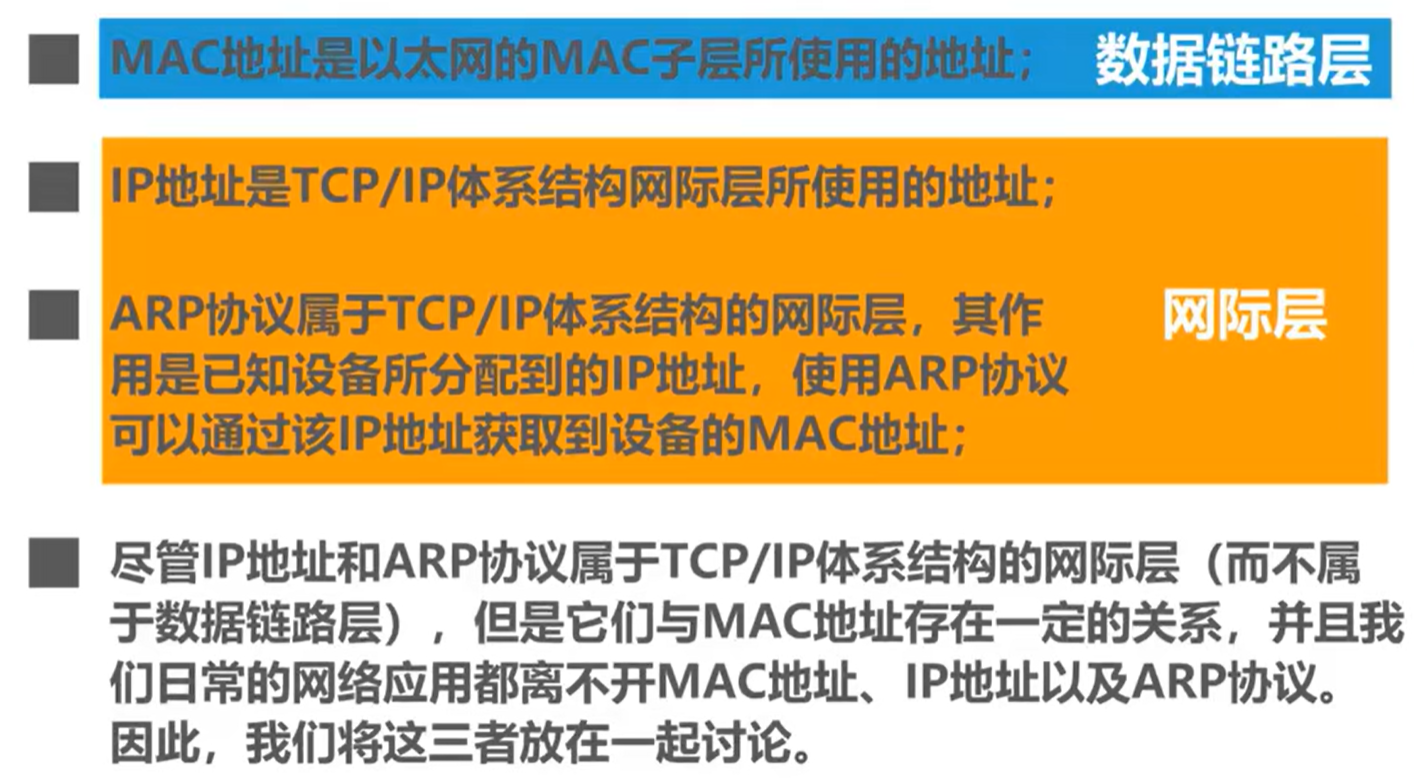 MAC地址是以太网的MAC子层所使用的地址； 数据链路层
IP地址是TCP/IP体系结构网际层所使用的地址；
ARP协议属于TCP/IP体系结构的网际层，其作
用是已知设备所分配到的IP地址，使用ARP协议
可以通过该IP地址获取到设备的MAC地址；
网际层
尽管IP地址和ARP协议属于TCP/IP体系结构的网际层（而不属
于数据链路层），但是它们与MAC地址存在一定的关系，并且我
们日常的网络应用都离不开MAC地址、IP地址以及ARP协议。
因此，我们将这三者放在一起讨论。